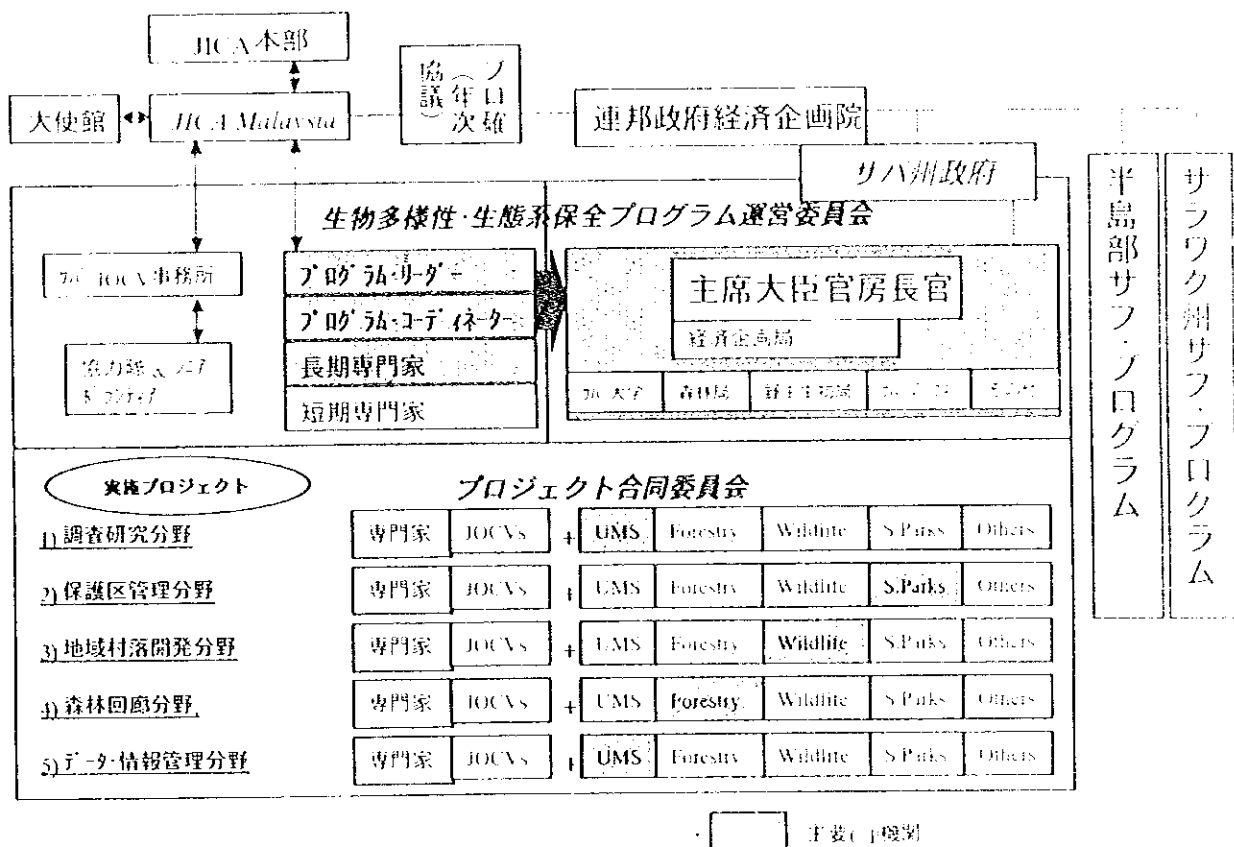 JICA本部
プロ確
(年次
協議)
大使館
JICA Malaysia
連邦政府経済企画院
サバ州政府
半島部サブ・プログラム
サラワク州サブ・プログラム
生物多様性・生態系保全プログラム運営委員会
JOCV事務所
プログラム・リーダー
プログラム・コーディネーター
長期専門家
短期専門家
主席大臣官房長官
経済企画局
大学
森林局
野生生物局
実施プロジェクト
プロジェクト合同委員会
1)調査研究分野
専門家 JOCVs + UMS Forestry Wildlife S.Parks Others
2)保護区管理分野
専門家 JOCVs + UMS Forestry Wildlife S.Parks Others
3)地域村落開発分野
専門家 JOCVs + UMS Forestry Wildlife S.Parks Others
4)森林回廊分野
専門家 JOCVs + UMS Forestry Wildlife S.Parks Others
5)データ・情報管理分野
専門家 JOCVs + UMS Forestry Wildlife S.Parks Others
主要 機関